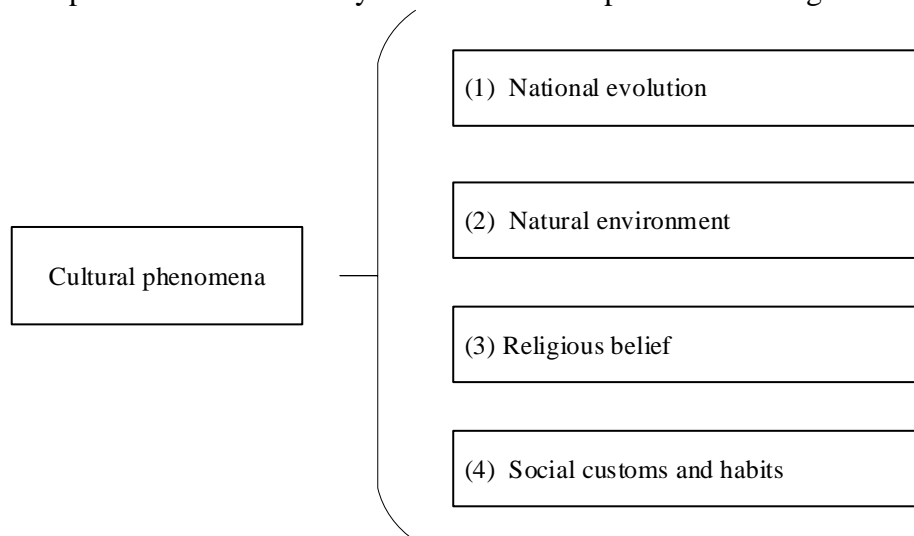 (1) National evolution
(2) Natural environment
Cultural phenomena
(3) Religious belief
(4) Social customs and habits